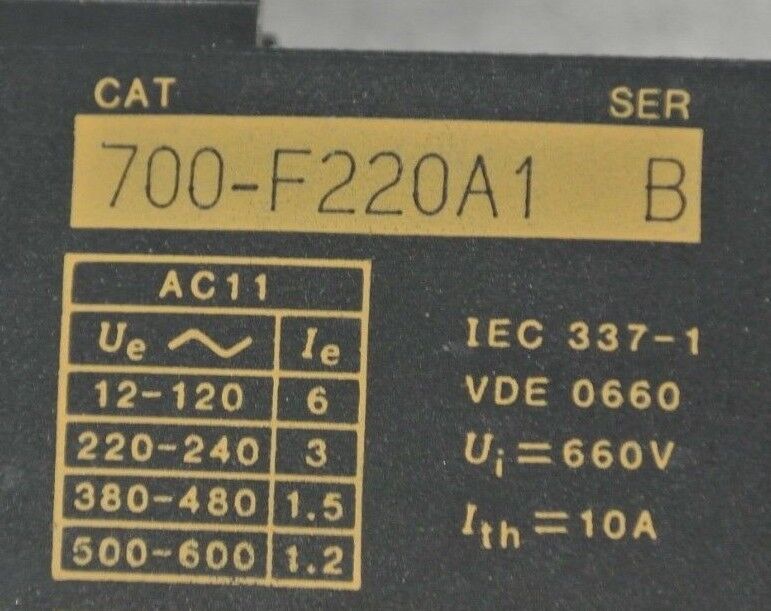 CAT SER
700-F220A1 B
AC11
Ue ~ Ie
12-120 6
220-240 3
380-480 1.5
500-600 1.2
IEC 337-1
VDE 0660
Ui=660V
Ith=10A